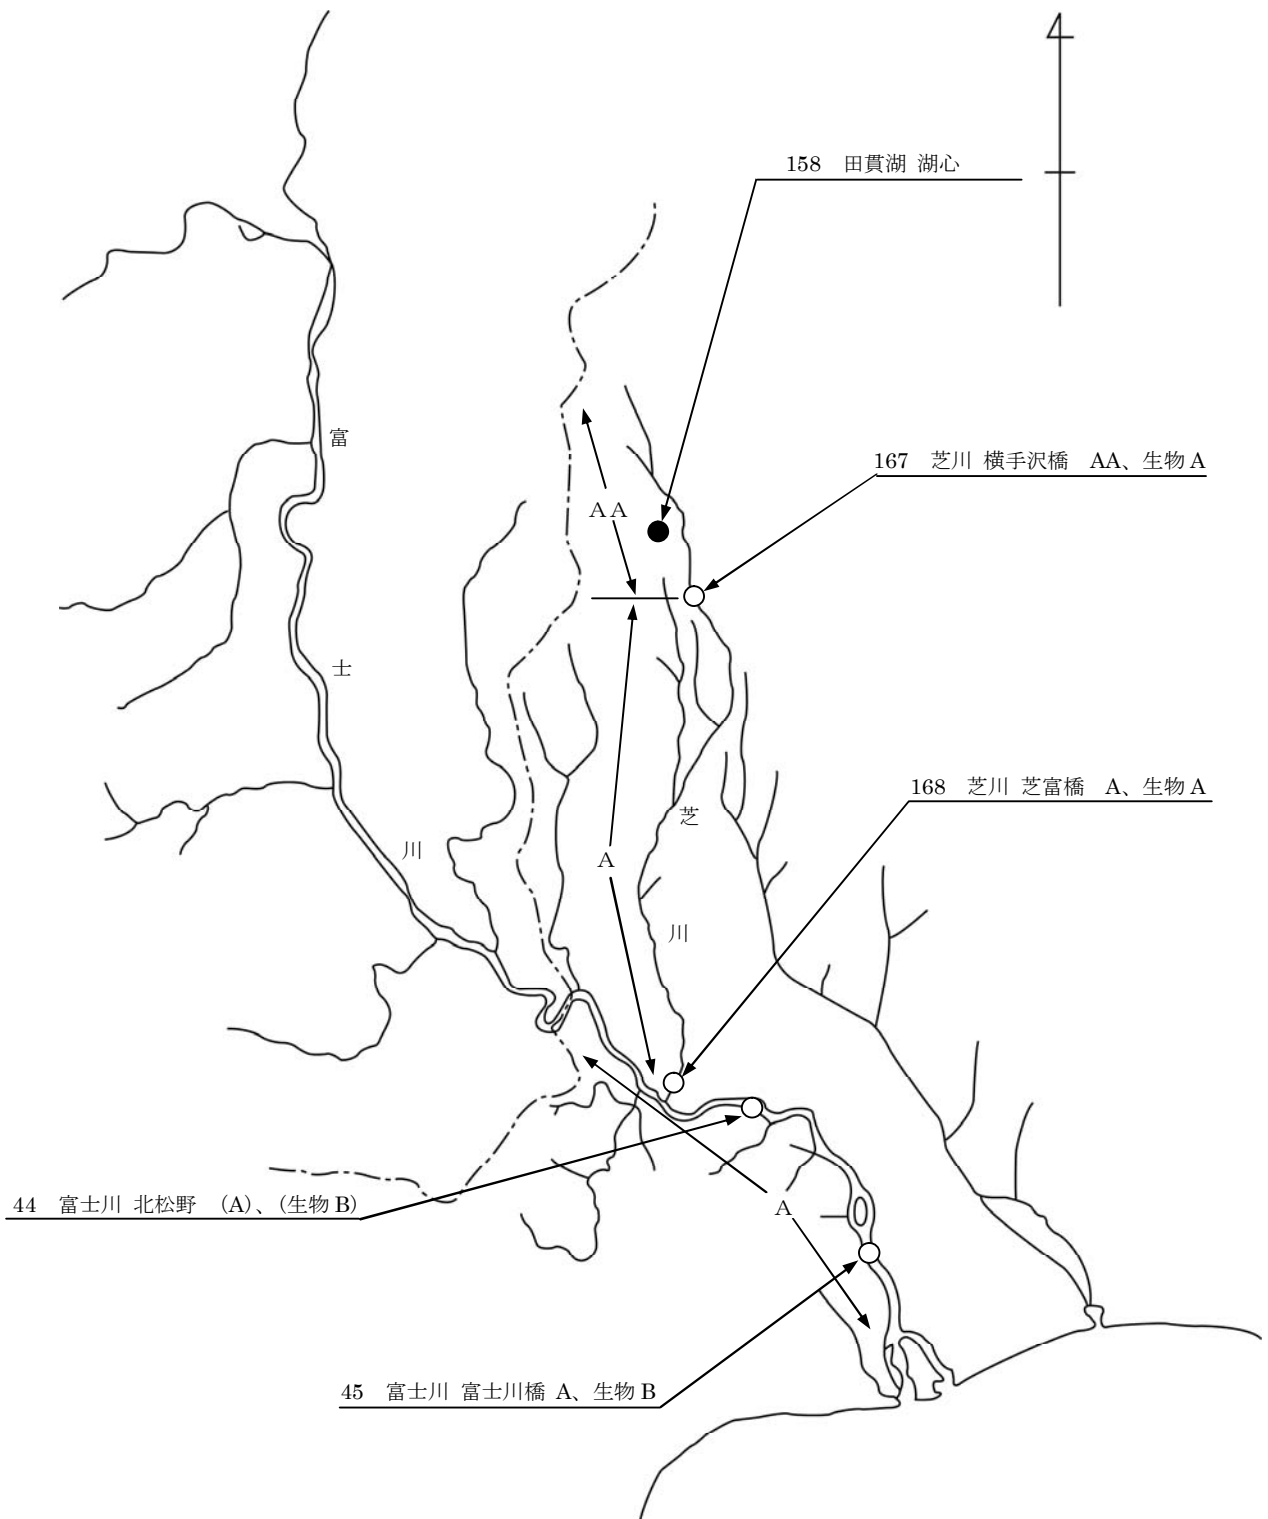 158 田貫湖 湖心
富
167 芝川 横手沢橋 AA、生物 A
AA
士
168 芝川 芝富橋 A、生物 A
芝
川
A
川
44 富士川 北松野 (A)、(生物 B)
A
45 富士川 富士川橋 A、生物 B